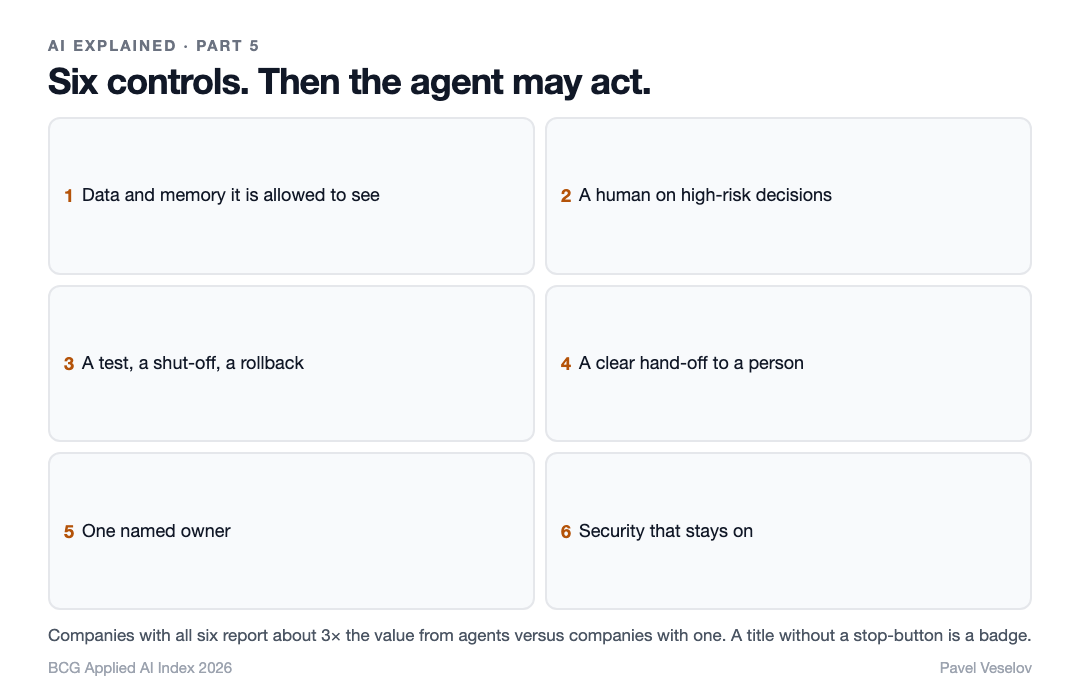 AI EXPLAINED · PART 5
Six controls. Then the agent may act.
1 Data and memory it is allowed to see
2 A human on high-risk decisions
3 A test, a shut-off, a rollback
4 A clear hand-off to a person
5 One named owner
6 Security that stays on
Companies with all six report about 3× the value from agents versus companies with one. A title without a stop-button is a badge.
BCG Applied AI Index 2026
Pavel Veselov